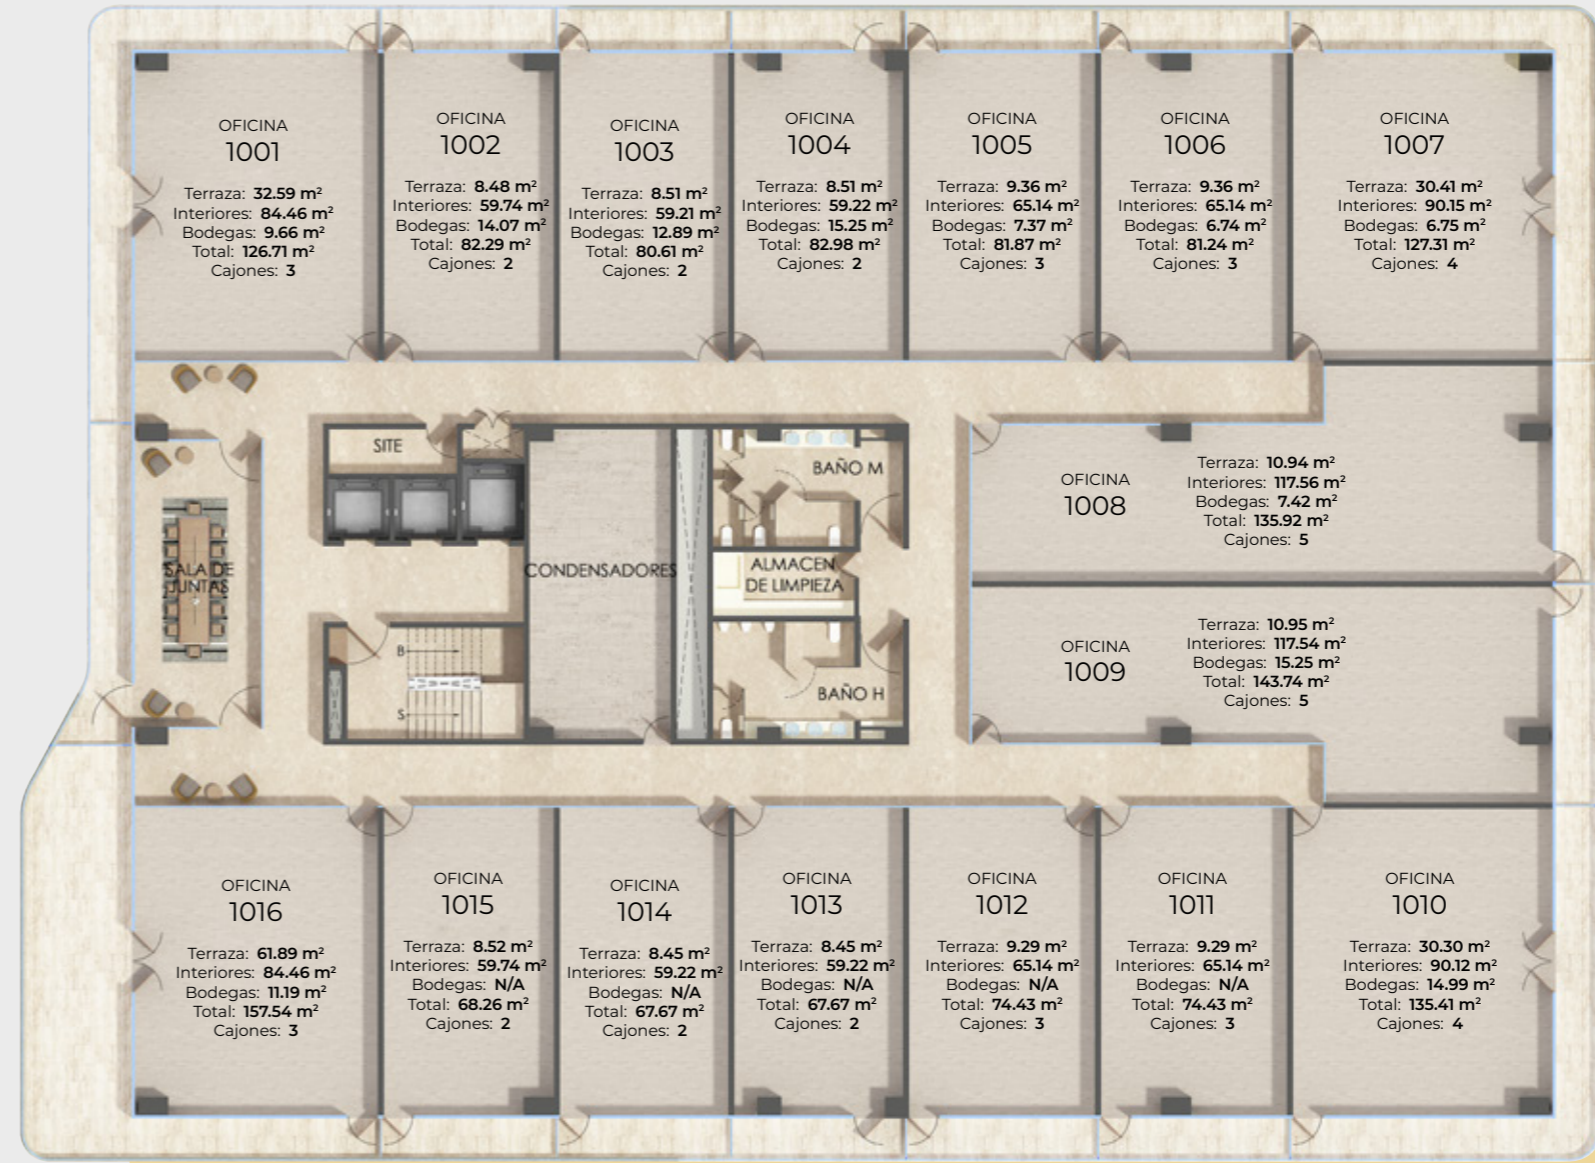 OFICINA
1001
Terraza: 32.59 m²
Interiores: 84.46 m²
Bodegas: 9.66 m²
Total: 126.71 m²
Cajones: 3
OFICINA
1002
Terraza: 8.48 m²
Interiores: 59.74 m²
Bodegas: 14.07 m²
Total: 82.29 m²
Cajones: 2
OFICINA
1003
Terraza: 8.51 m²
Interiores: 59.21 m²
Bodegas: 12.89 m²
Total: 80.61 m²
Cajones: 2
OFICINA
1004
Terraza: 8.51 m²
Interiores: 59.22 m²
Bodegas: 15.25 m²
Total: 82.98 m²
Cajones: 2
OFICINA
1005
Terraza: 9.36 m²
Interiores: 65.14 m²
Bodegas: 7.37 m²
Total: 81.87 m²
Cajones: 3
OFICINA
1006
Terraza: 9.36 m²
Interiores: 65.14 m²
Bodegas: 6.74 m²
Total: 81.24 m²
Cajones: 3
OFICINA
1007
Terraza: 30.41 m²
Interiores: 90.15 m²
Bodegas: 6.75 m²
Total: 127.31 m²
Cajones: 4
SITE
BAÑO M
SALA DE
JUNTAS
CONDENSADORES
ALMACEN
DE LIMPIEZA
B
S
BAÑO H
OFICINA
1008
Terraza: 10.94 m²
Interiores: 117.56 m²
Bodegas: 7.42 m²
Total: 135.92 m²
Cajones: 5
OFICINA
1009
Terraza: 10.95 m²
Interiores: 117.54 m²
Bodegas: 15.25 m²
Total: 143.74 m²
Cajones: 5
OFICINA
1016
Terraza: 61.89 m²
Interiores: 84.46 m²
Bodegas: 11.19 m²
Total: 157.54 m²
Cajones: 3
OFICINA
1015
Terraza: 8.52 m²
Interiores: 59.74 m²
Bodegas: N/A
Total: 68.26 m²
Cajones: 2
OFICINA
1014
Terraza: 8.45 m²
Interiores: 59.22 m²
Bodegas: N/A
Total: 67.67 m²
Cajones: 2
OFICINA
1013
Terraza: 8.45 m²
Interiores: 59.22 m²
Bodegas: N/A
Total: 67.67 m²
Cajones: 2
OFICINA
1012
Terraza: 9.29 m²
Interiores: 65.14 m²
Bodegas: N/A
Total: 74.43 m²
Cajones: 3
OFICINA
1011
Terraza: 9.29 m²
Interiores: 65.14 m²
Bodegas: N/A
Total: 74.43 m²
Cajones: 3
OFICINA
1010
Terraza: 30.30 m²
Interiores: 90.12 m²
Bodegas: 14.99 m²
Total: 135.41 m²
Cajones: 4